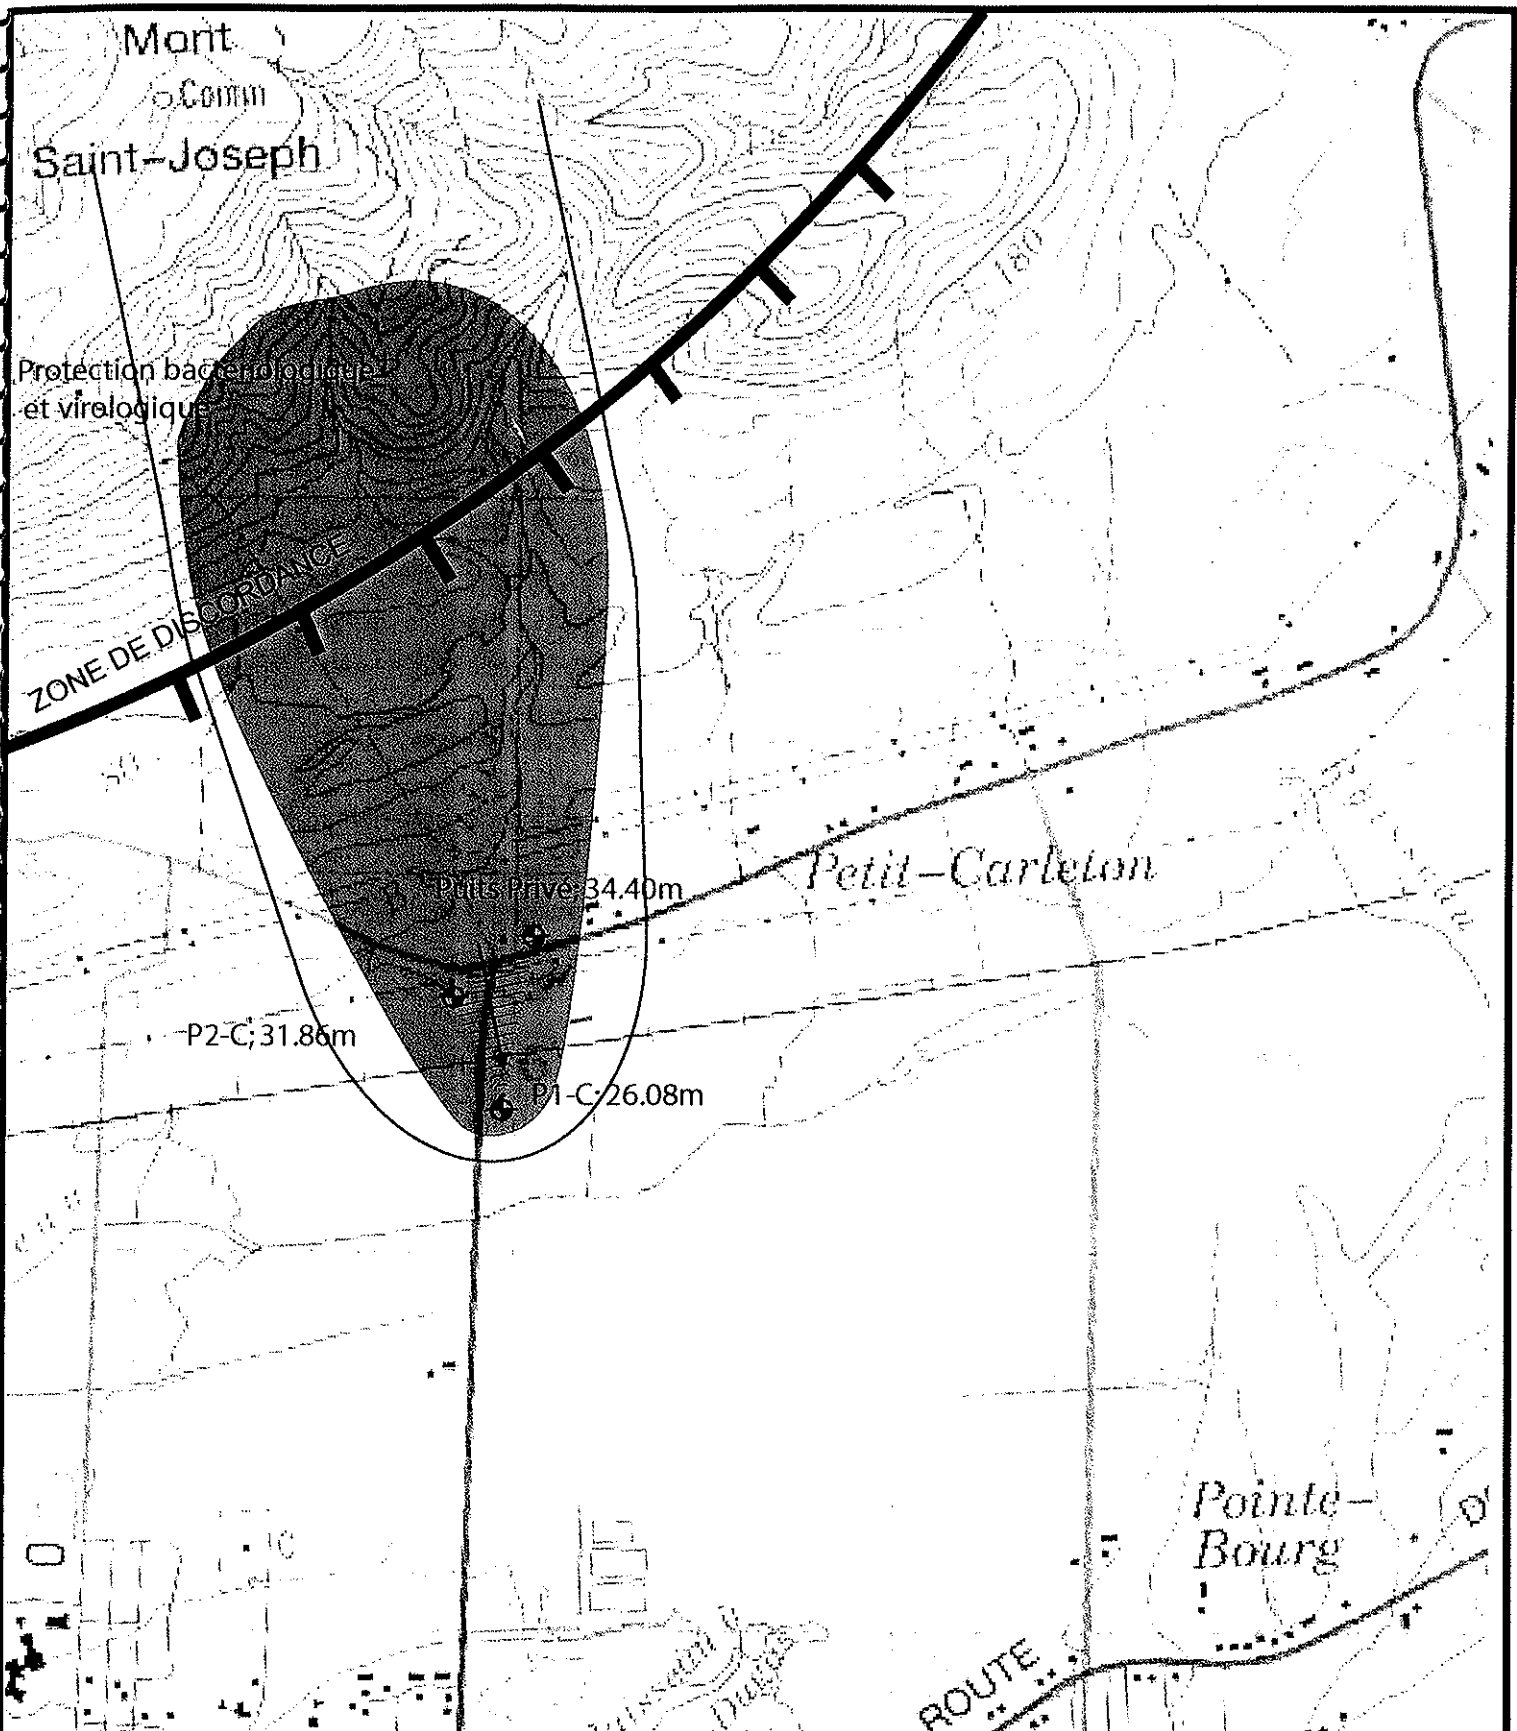 Mont
Comm
Saint-Joseph
180
Protection bactériologique
et virologique
ZONE DE DISCORDANCE
50
Petit-Carleton
Puits Privé; 34.40m
P2-C; 31.86m
P1-C; 26.08m
Pointe-
Bourg
ROUTE